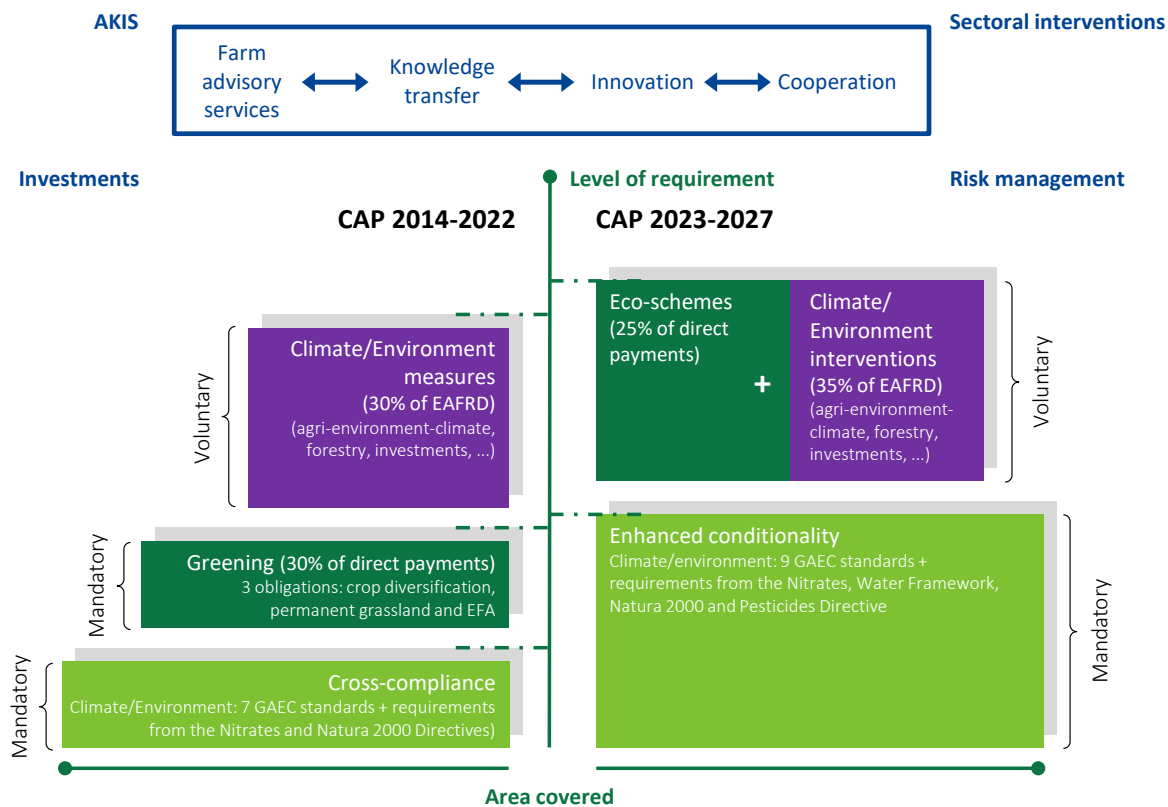 AKIS
Sectoral interventions
Farm
advisory
services
Knowledge
transfer
Innovation
Cooperation
Investments
Level of requirement
Risk management
CAP 2014-2022
CAP 2023-2027
Voluntary
Climate/Environment
measures
(30% of EAFRD)
(agri-environment-climate,
forestry, investments, ...)
Mandatory
Greening (30% of direct payments)
3 obligations: crop diversification,
permanent grassland and EFA
Mandatory
Cross-compliance
Climate/Environment: 7 GAEC standards + requirements
from the Nitrates and Natura 2000 Directives)
Eco-schemes
(25% of direct
payments)
+
Climate/
Environment
interventions
(35% of EAFRD)
(agri-environment-
climate, forestry,
investments, ...)
Voluntary
Enhanced conditionality
Climate/environment: 9 GAEC standards +
requirements from the Nitrates, Water Framework,
Natura 2000 and Pesticides Directive
Mandatory
Area covered